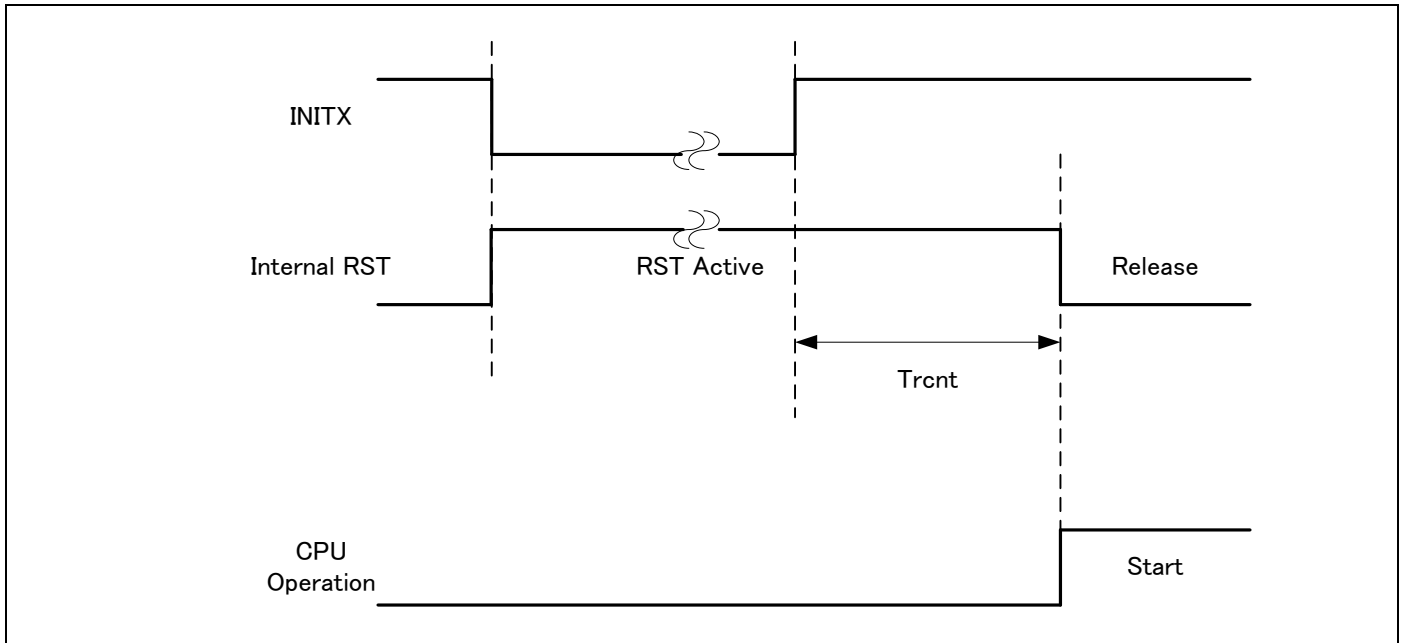 INITX
Internal RST
RST Active
Release
Trcnt
CPU
Operation
Start